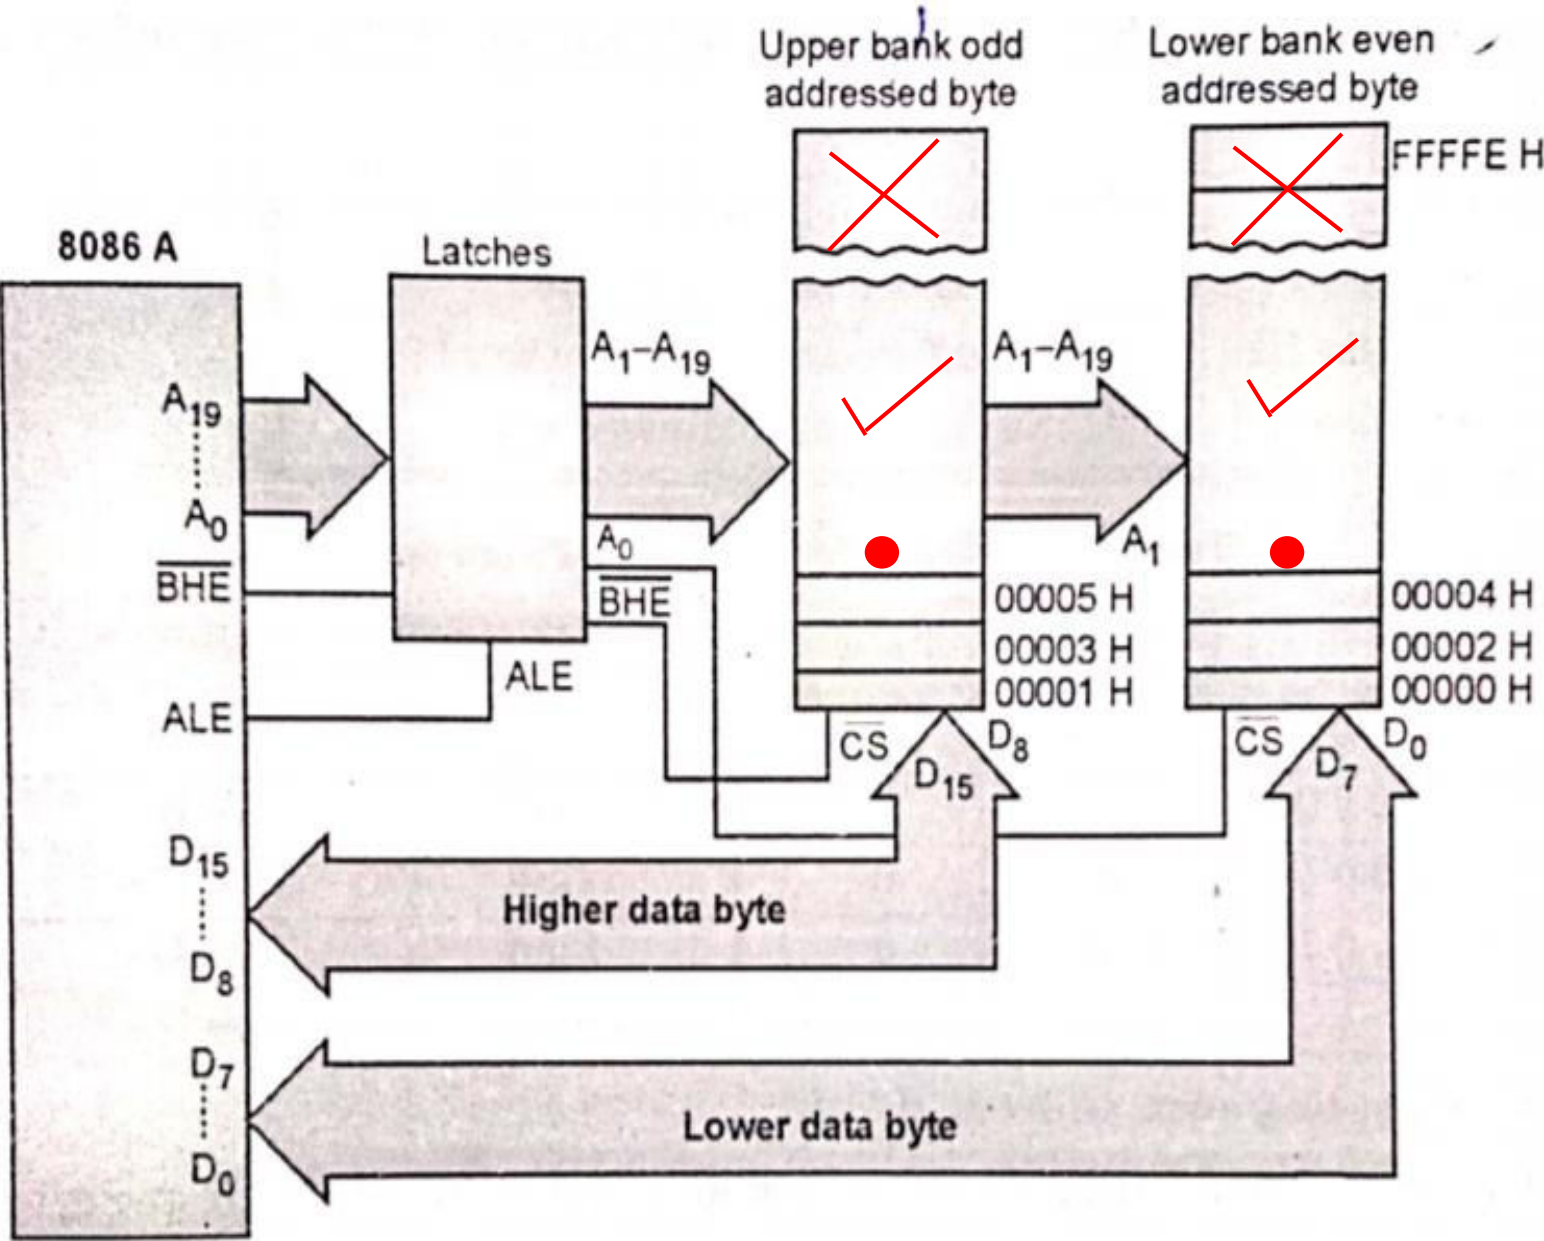 Upper bank odd
addressed byte
Lower bank even
addressed byte
FFFFE H
8086 A
Latches
A₁–A₁₉
A₁–A₁₉
A₁₉
A₀
A₀
A₁
BHE
BHE
00005 H
00004 H
00003 H
00002 H
00001 H
00000 H
ALE
ALE
CS
D₈
D₁₅
CS
D₀
D₇
D₁₅
Higher data byte
D₈
D₇
Lower data byte
D₀